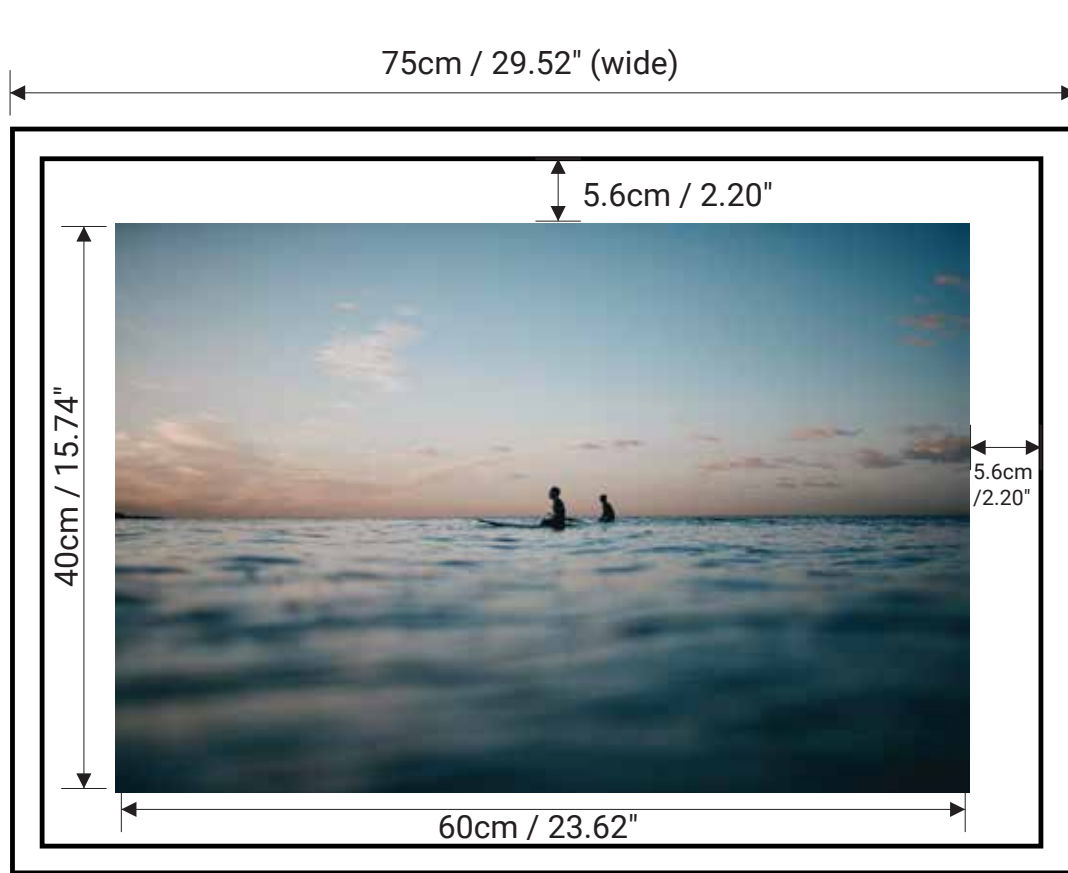 75cm / 29.52" (wide)
5.6cm / 2.20"
40cm / 15.74"
5.6cm
/2.20"
60cm / 23.62"